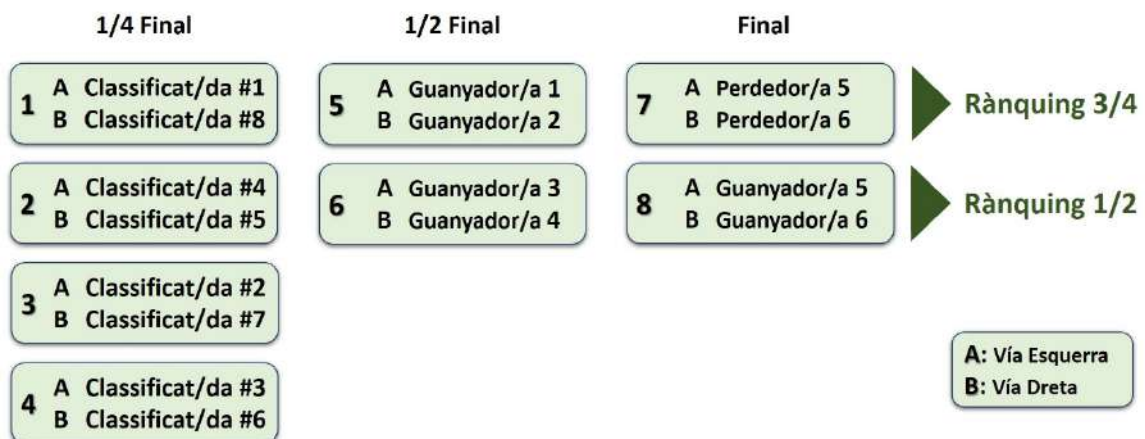 1/4 Final
1/2 Final
Final
1
A Classificat/da #1
B Classificat/da #8
5
A Guanyador/a 1
B Guanyador/a 2
7
A Perdedor/a 5
B Perdedor/a 6
Rànquing 3/4
2
A Classificat/da #4
B Classificat/da #5
6
A Guanyador/a 3
B Guanyador/a 4
8
A Guanyador/a 5
B Guanyador/a 6
Rànquing 1/2
3
A Classificat/da #2
B Classificat/da #7
4
A Classificat/da #3
B Classificat/da #6
A: Vía Esquerra
B: Vía Dreta